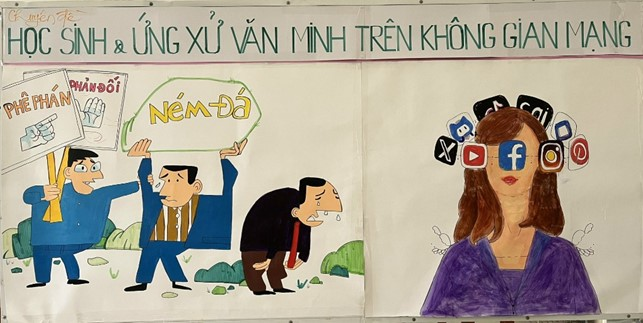 Chuyên đề
HỌC SINH & ỨNG XỬ VĂN MINH TRÊN KHÔNG GIAN MẠNG
PHÊ PHÁN
PHẢN ĐỐI
Ném Đá